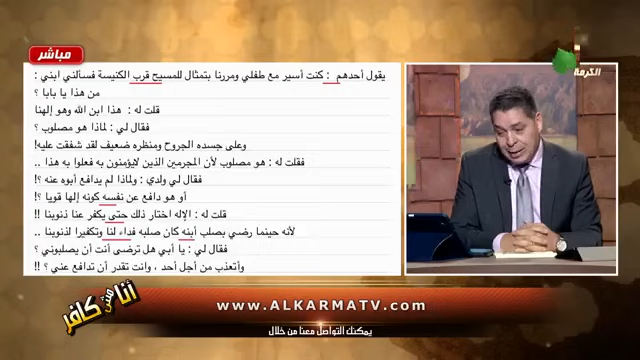 مباشر
الكرمة
يقول أحدهم : كنت أسير مع طفلي ومررنا بتمثال للمسيح قرب الكنيسة فسألني ابني :
من هذا يا بابا ؟
قلت له : هذا ابن الله وهو إلهنا
فقال لي : لماذا هو مصلوب ؟
وعلى جسده الجروح ومنظره ضعيف لقد شفقت عليه!
فقلت له : هو مصلوب لأن المجرمين الذين لايؤمنون به فعلوا به هذا ..
فقال لي ولدي : ولماذا لم يدافع أبوه عنه ؟!
أو هو دافع عن نفسه كونه إلها قويا ؟!
قلت له : الإله اختار ذلك حتى يكفر عنا ذنوبنا !!
لأنه حينما رضي بصلب أبنه كان صلبه فداء لنا وتكفيرا لذنوبنا ..
فقال لي : يا أبي هل ترضى أنت أن يصلبوني ؟
وأتعذب من أجل أحد ، وانت تقدر أن تدافع عني ؟ !!
أنا مش كافر
www.ALKARMATV.com
يمكنك التواصل معنا من خلال